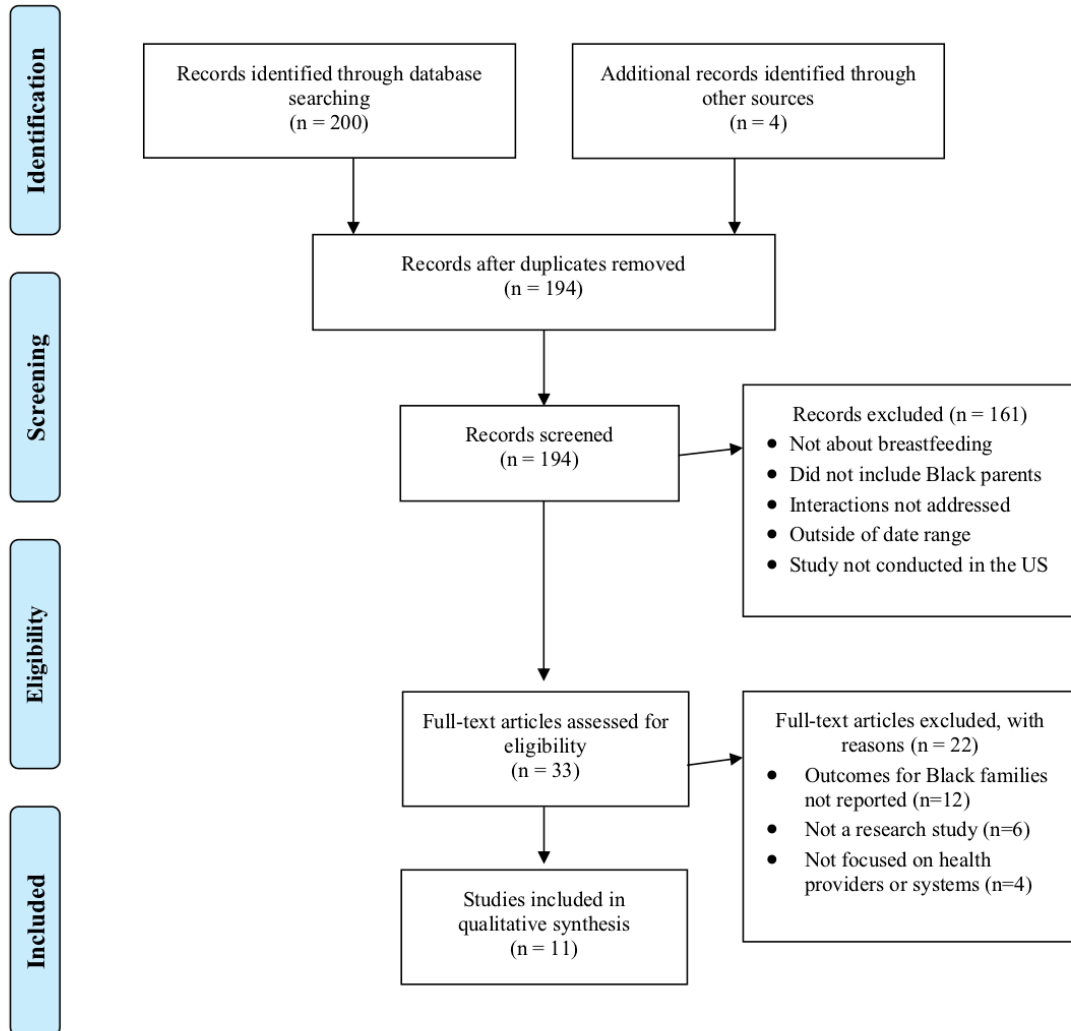 Identification
Records identified through database
searching
(n = 200)
Additional records identified through
other sources
(n = 4)
Records after duplicates removed
(n = 194)
Screening
Records screened
(n = 194)
Records excluded (n = 161)
● Not about breastfeeding
● Did not include Black parents
● Interactions not addressed
● Outside of date range
● Study not conducted in the US
Eligibility
Full-text articles assessed for
eligibility
(n = 33)
Full-text articles excluded, with
reasons (n = 22)
● Outcomes for Black families
not reported (n=12)
● Not a research study (n=6)
● Not focused on health
providers or systems (n=4)
Included
Studies included in
qualitative synthesis
(n = 11)